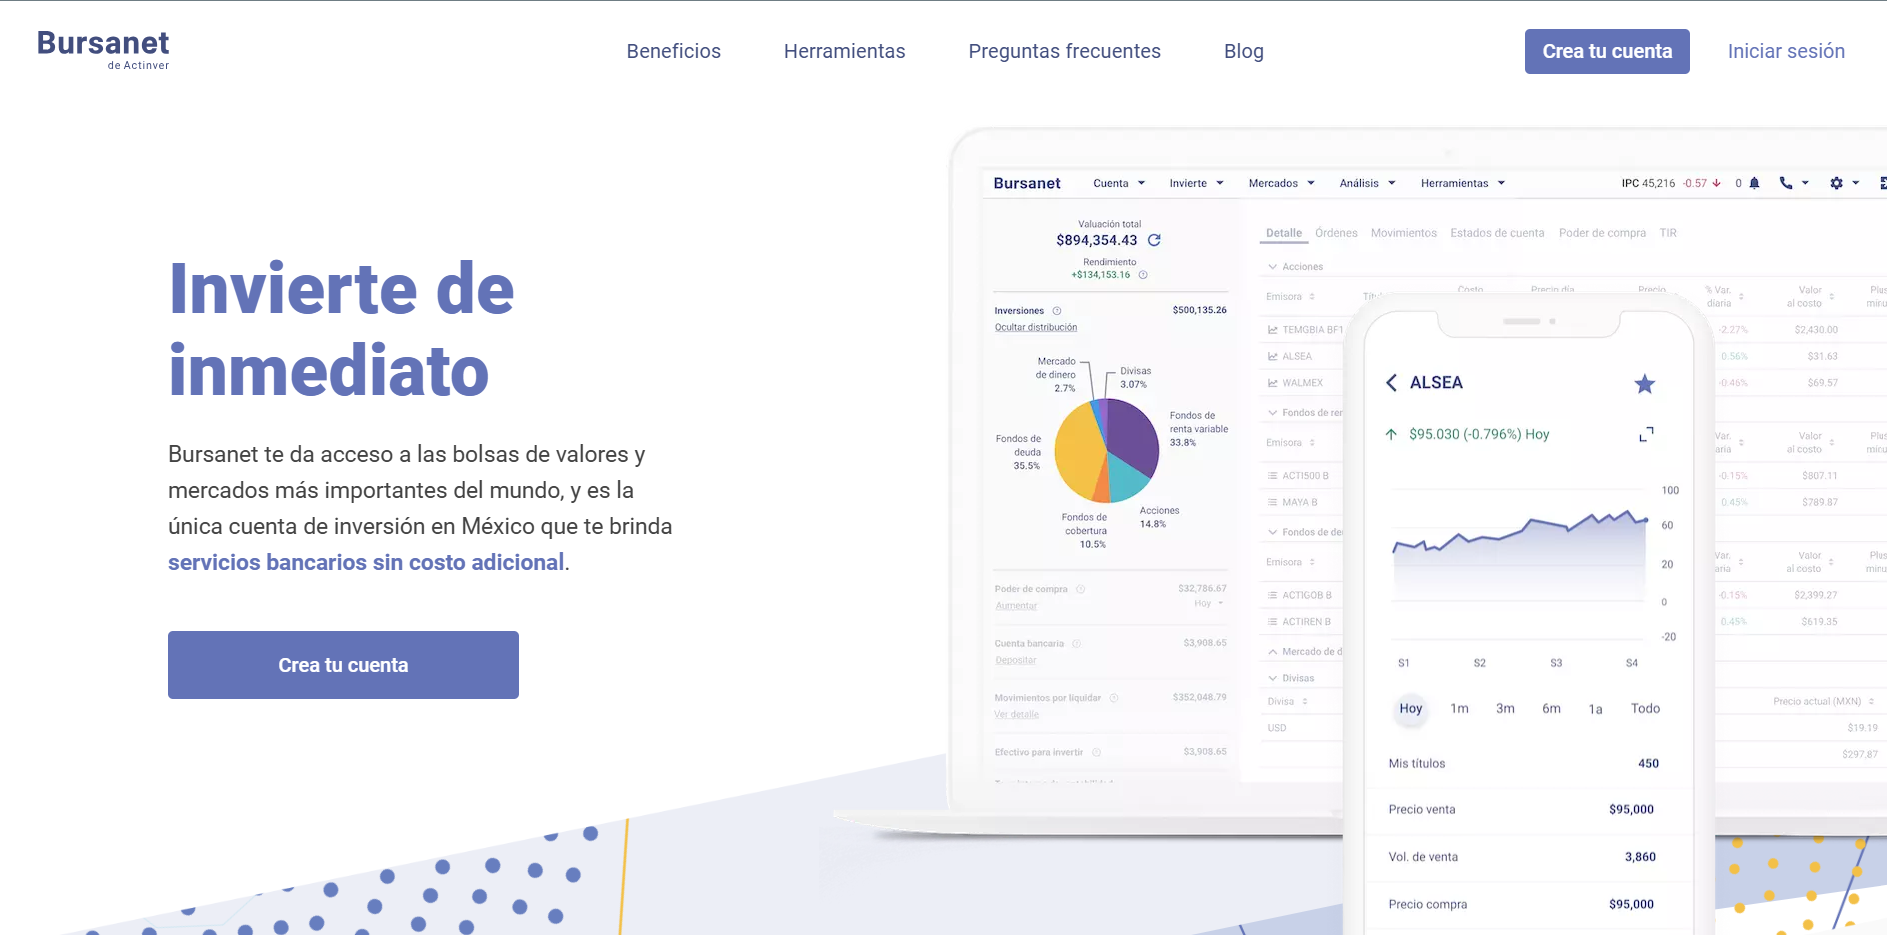 Bursanet
de Actinver
Beneficios
Herramientas
Preguntas frecuentes
Blog
Crea tu cuenta
Iniciar sesión
Invierte de
inmediato
Bursanet te da acceso a las bolsas de valores y
mercados más importantes del mundo, y es la
única cuenta de inversión en México que te brinda
servicios bancarios sin costo adicional.
Crea tu cuenta
Bursanet
Cuenta
Invierte
Mercados
Análisis
Herramientas
IPC 45,216 -0.57
0
Valuación total
$894,354.43
Rendimiento
+$134,153.16
Inversiones $500,135.26
Ocultar distribución
Mercado
de dinero
2.7%
Divisas
3.07%
Fondos de
renta variable
33.8%
Fondos de
deuda
35.5%
Acciones
14.8%
Fondos de
cobertura
10.5%
Poder de compra $32,786.67
Aumentar Hoy
Cuenta bancaria $3,908.65
Depositar
Movimientos por liquidar $352,048.79
Ver detalle
Efectivo para invertir $3,908.65
Detalle Órdenes Movimientos Estados de cuenta Poder de compra TIR
Acciones
Emisora
% Var.
diaria
Valor
al costo
TEMGBIA BF1 -2.27% $2,430.00
ALSEA 0.56% $31.63
WALMEX -0.46% $69.57
Fondos de
Emisora
Var.
Valor
al costo
ACTI500 B -0.15% $807.11
MAYA B 0.45% $789.87
Fondos de
Emisora
Var.
Valor
al costo
ACTIGOB B -0.15% $2,399.27
ACTIREN B 0.45% $619.35
Mercado de
Divisas
Divisa Precio actual (MXN)
USD $19.19
$297,87
ALSEA
$95.030 (-0.796%) Hoy
100
60
20
0
-20
S1 S2 S3 S4
Hoy 1m 3m 6m 1a Todo
Mis títulos 450
Precio venta $95,000
Vol. de venta 3,860
Precio compra $95,000